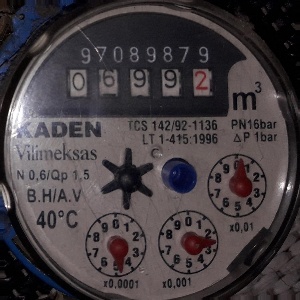 97089879
06992
m³
KADEN
TCS 142/92-1136 PN16bar
Vilimeksas
LT 1-415:1996 ΔP 1bar
N 0,6/Qp 1,5
B.H/A.V
40°C
x0,01
x0.0001
x0,001